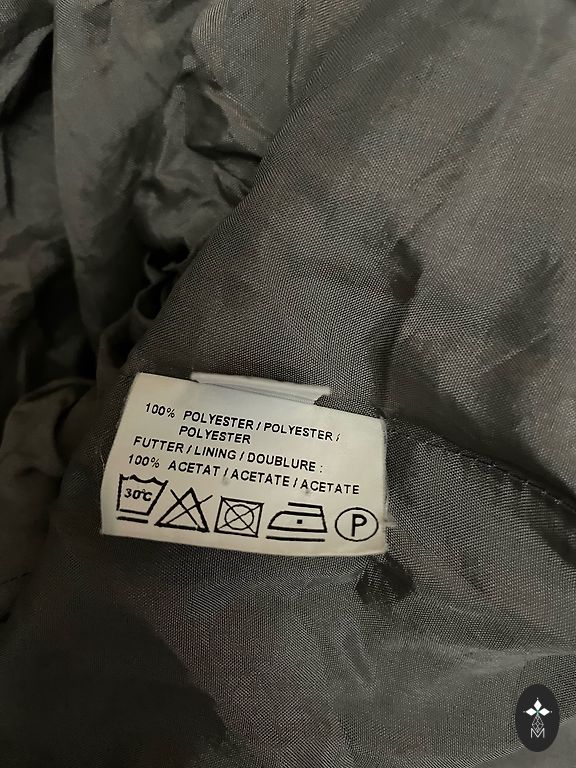 100% POLYESTER / POLYESTER /
POLYESTER
FUTTER / LINING / DOUBLURE :
100% ACETAT / ACETATE / ACETATE
30°C P
M